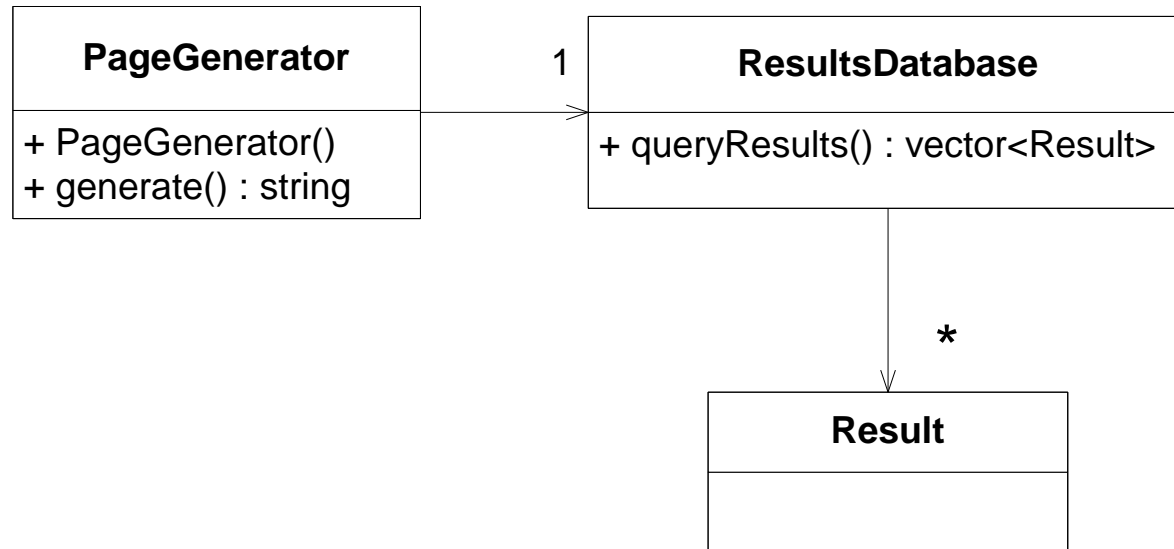 PageGenerator
+ PageGenerator()
+ generate() : string
1
ResultsDatabase
+ queryResults() : vector<Result>
*
Result